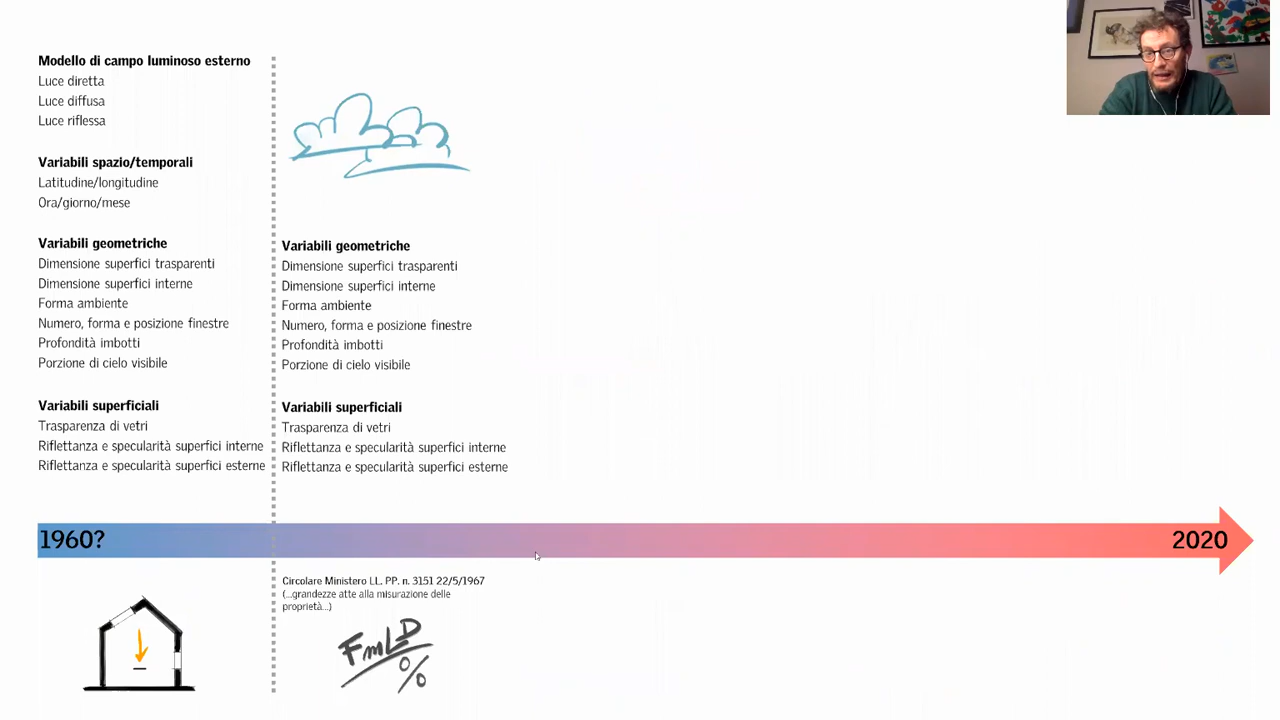 Modello di campo luminoso esterno
Luce diretta
Luce diffusa
Luce riflessa
Variabili spazio/temporali
Latitudine/longitudine
Ora/giorno/mese
Variabili geometriche
Dimensione superfici trasparenti
Dimensione superfici interne
Forma ambiente
Numero, forma e posizione finestre
Profondità imbotti
Porzione di cielo visibile
Variabili superficiali
Trasparenza di vetri
Riflettanza e specularità superfici interne
Riflettanza e specularità superfici esterne
Variabili geometriche
Dimensione superfici trasparenti
Dimensione superfici interne
Forma ambiente
Numero, forma e posizione finestre
Profondità imbotti
Porzione di cielo visibile
Variabili superficiali
Trasparenza di vetri
Riflettanza e specularità superfici interne
Riflettanza e specularità superfici esterne
1960?
2020
Circolare Ministero LL. PP. n. 3151 22/5/1967
(...grandezze atte alla misurazione delle
proprietà...)
FmLD
%